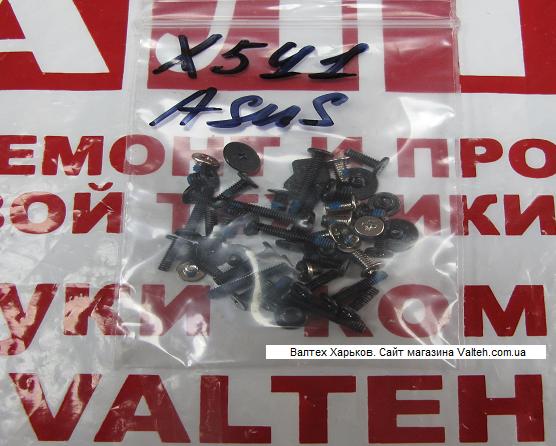 X541
Asus
ЕМОНТ И ПРО
ВОЙ ТЕХНИКИ
УКИ КОМ
Валтех Харьков. Сайт магазина Valteh.com.ua
VALTEH